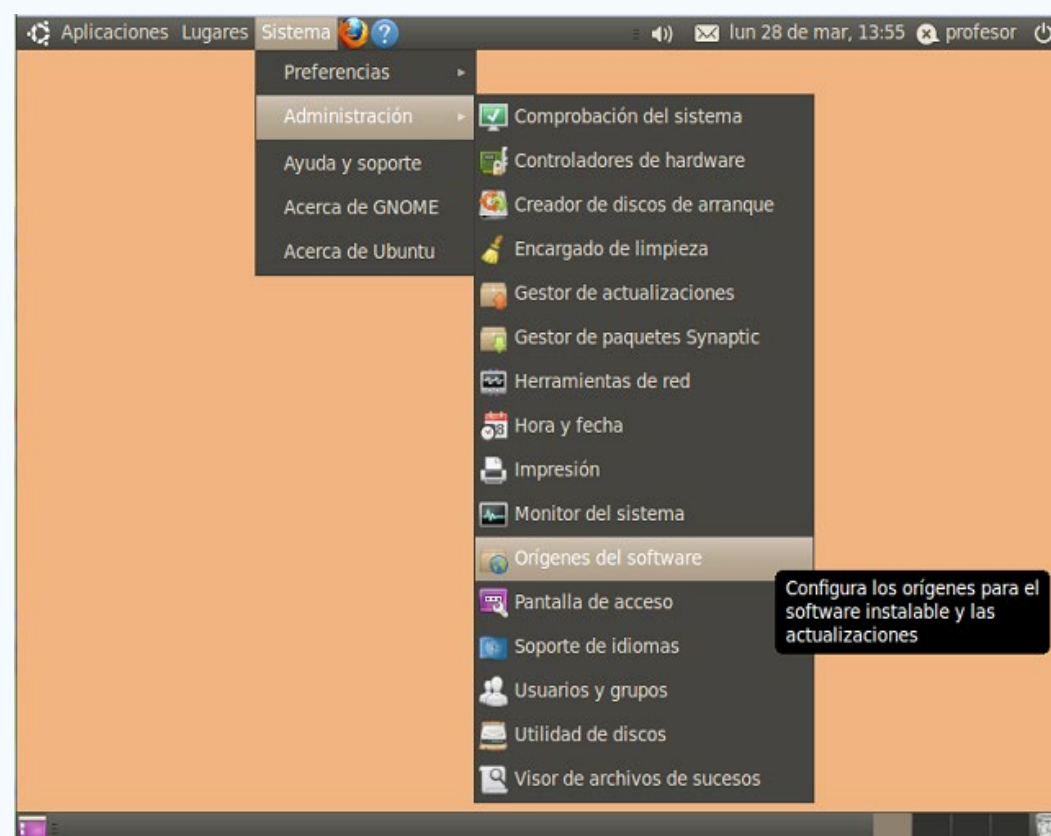 Aplicaciones Lugares Sistema ? lun 28 de mar, 13:55 profesor
Preferencias
Administración
Ayuda y soporte
Acerca de GNOME
Acerca de Ubuntu
Comprobación del sistema
Controladores de hardware
Creador de discos de arranque
Encargado de limpieza
Gestor de actualizaciones
Gestor de paquetes Synaptic
Herramientas de red
Hora y fecha
Impresión
Monitor del sistema
Orígenes del software
Pantalla de acceso
Soporte de idiomas
Usuarios y grupos
Utilidad de discos
Visor de archivos de sucesos
Configura los orígenes para el
software instalable y las
actualizaciones